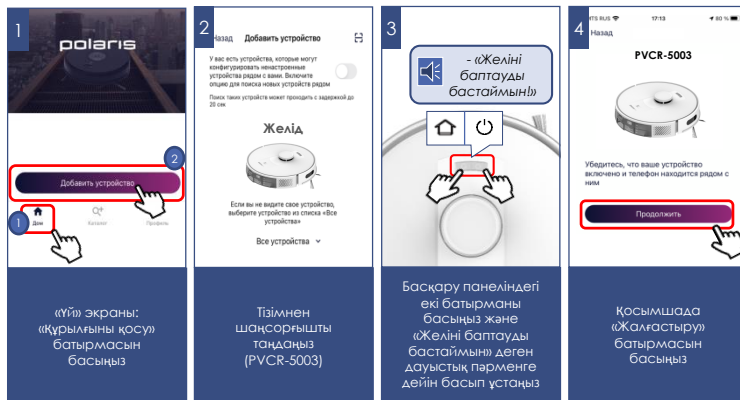 1
polaris
2
Добавить устройство
1
Дом
Каталог
Профиль
«Үй» экраны:
«Құрылғыны қосу»
батырмасын
басыңыз
2
Назад
Добавить устройство
У вас есть устройства, которые могут
конфигурировать ненастроенные
устройства рядом с вами. Включите
опцию для поиска новых устройств рядом
Поиск таких устройств может проходить с задержкой до
20 сек
Желід
Если вы не видите свое устройство,
выберите устройство из списка «Все
устройства»
Все устройства
Тізімнен
шаңсорғышты
таңдаңыз
(PVCR-5003)
3
- «Желіні
баптауды
бастаймын!»
Басқару панеліндегі
екі батырманы
басыңыз және
«Желіні баптауды
бастаймын» деген
дауыстық пәрменге
дейін басып ұстаңыз
4
MTS RUS 17:13 80 %
Назад
PVCR-5003
Убедитесь, что ваше устройство
включено и телефон находится рядом с
ним
Продолжить
Қосымшада
«Жалғастыру»
батырмасын
басыңыз